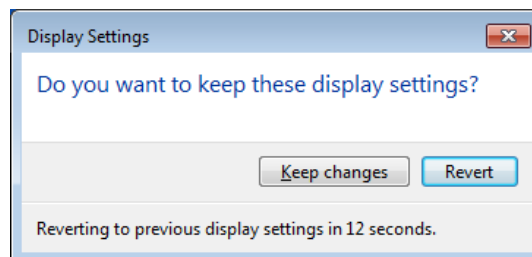 Display Settings
Do you want to keep these display settings?
Keep changes
Revert
Reverting to previous display settings in 12 seconds.